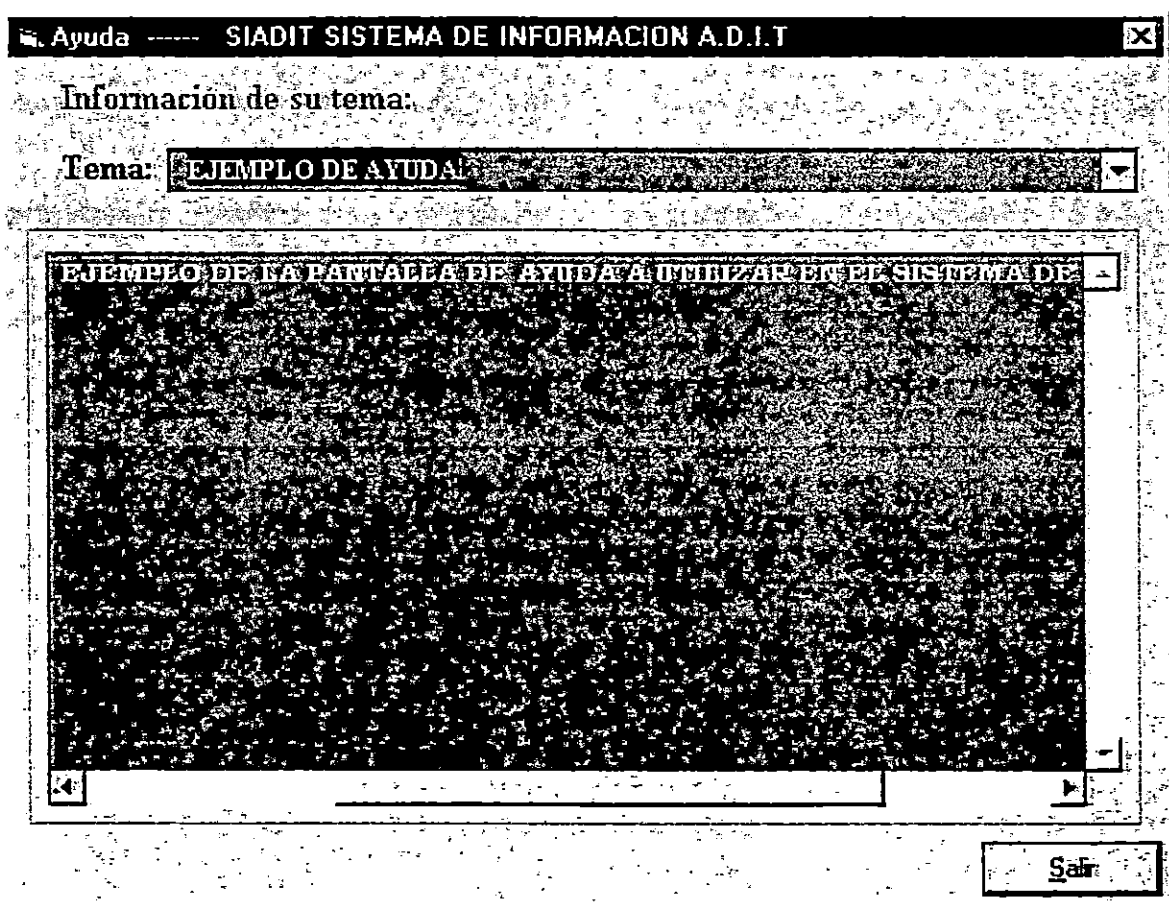 Ayuda ------ SIADIT SISTEMA DE INFORMACION A.D.I.T
Información de su tema:
Tema: EJEMPLO DE AYUDA
EJEMPLO DE LA PANTALLA DE AYUDA A UTILIZAR EN EL SISTEMA DE
Salir